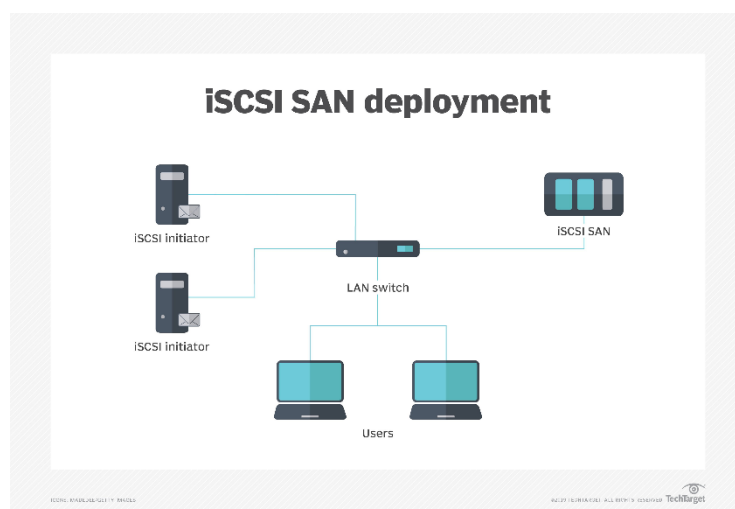 iSCSI SAN deployment
iSCSI initiator
iSCSI SAN
LAN switch
iSCSI initiator
Users
TechTarget